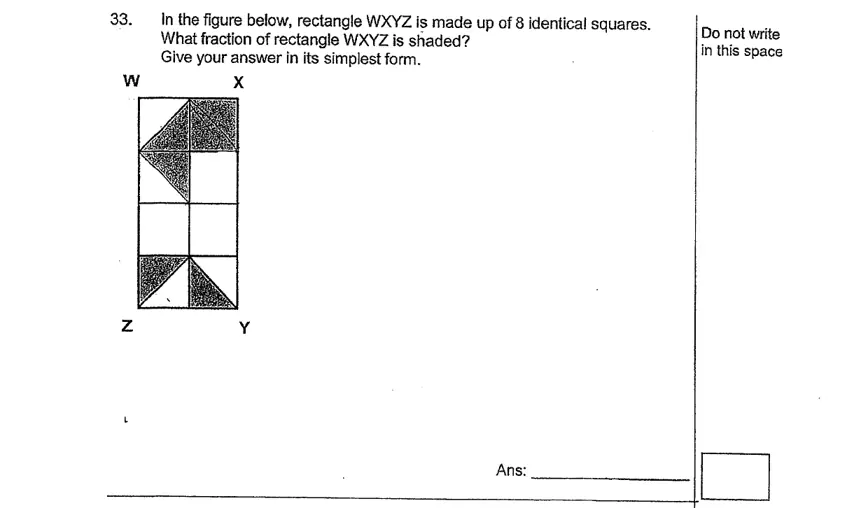 33. In the figure below, rectangle WXYZ is made up of 8 identical squares.
What fraction of rectangle WXYZ is shaded?
Give your answer in its simplest form.
Do not write
in this space
W X
Z Y
Ans: